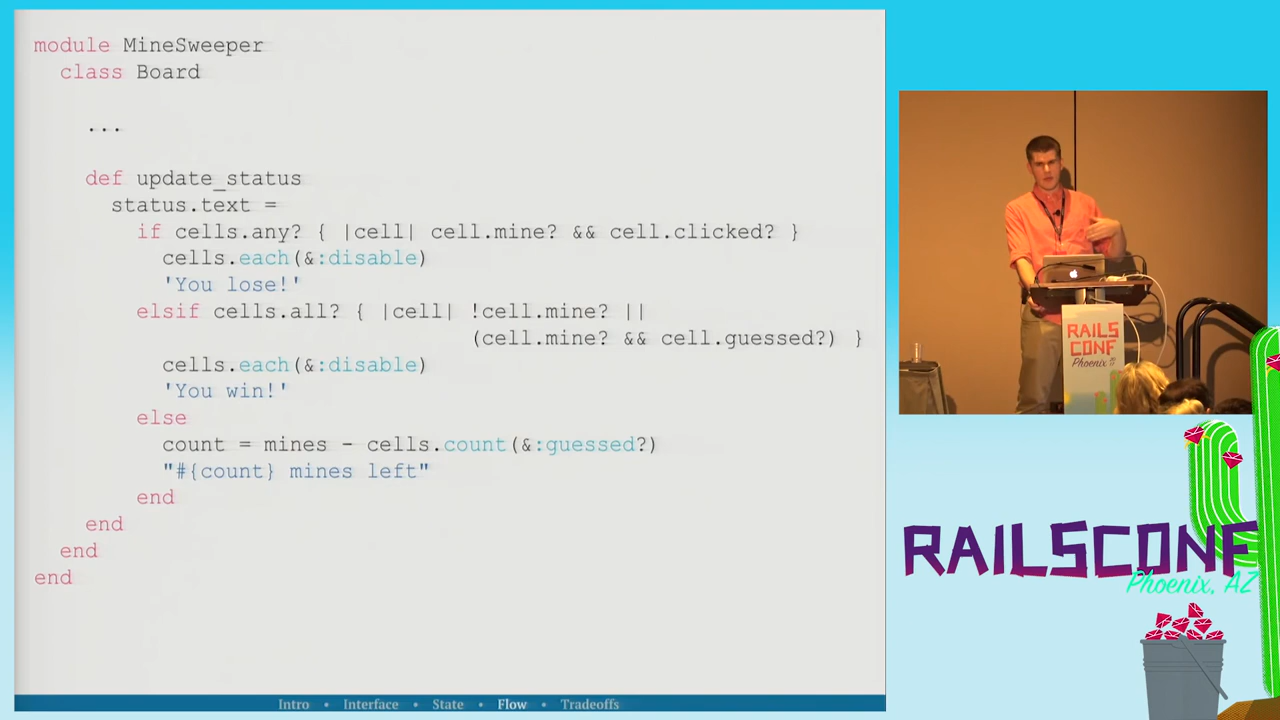 module MineSweeper
class Board
...
def update_status
status.text =
if cells.any? { |cell| cell.mine? && cell.clicked? }
cells.each(&:disable)
'You lose!'
elsif cells.all? { |cell| !cell.mine? ||
(cell.mine? && cell.guessed?) }
cells.each(&:disable)
'You win!'
else
count = mines - cells.count(&:guessed?)
"#{count} mines left"
end
end
end
end
Intro • Interface • State • Flow • Tradeoffs
RAILS
CONF
Phoenix
RAILSCONF
Phoenix, AZ